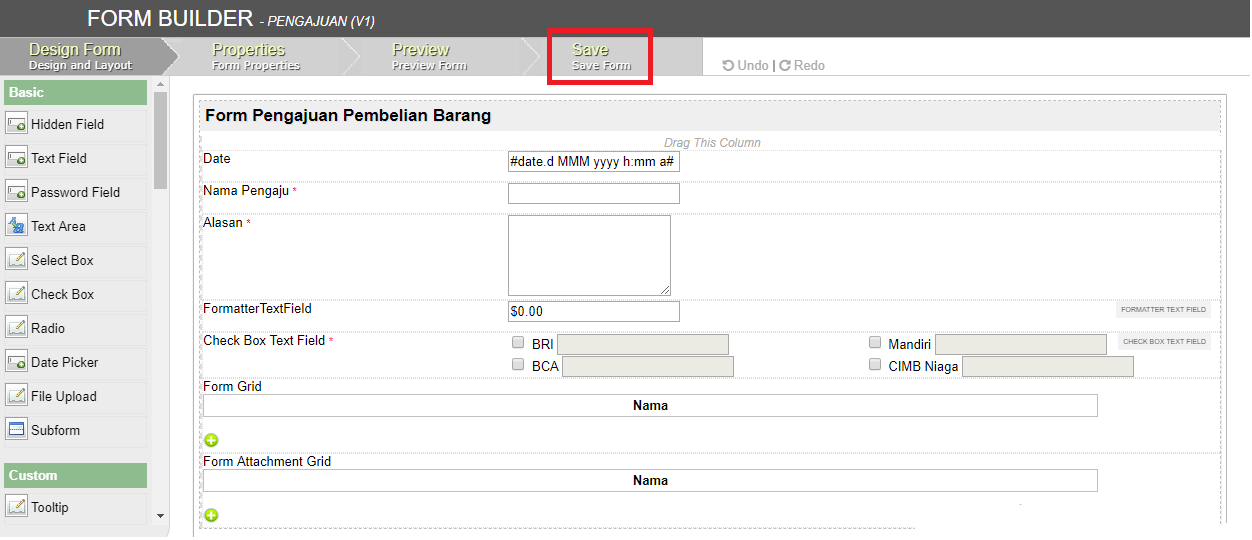 FORM BUILDER - PENGAJUAN (V1)
Design Form
Design and Layout
Properties
Form Properties
Preview
Preview Form
Save
Save Form
Undo | Redo
Basic
Hidden Field
Text Field
Password Field
Text Area
Select Box
Check Box
Radio
Date Picker
File Upload
Subform
Custom
Tooltip
Form Pengajuan Pembelian Barang
Drag This Column
Date #date.d MMM yyyy h:mm a#
Nama Pengaju *
Alasan *
FormatterTextField $0.00 FORMATTER TEXT FIELD
Check Box Text Field * BRI Mandiri CHECK BOX TEXT FIELD
BCA CIMB Niaga
Form Grid
Nama
Form Attachment Grid
Nama